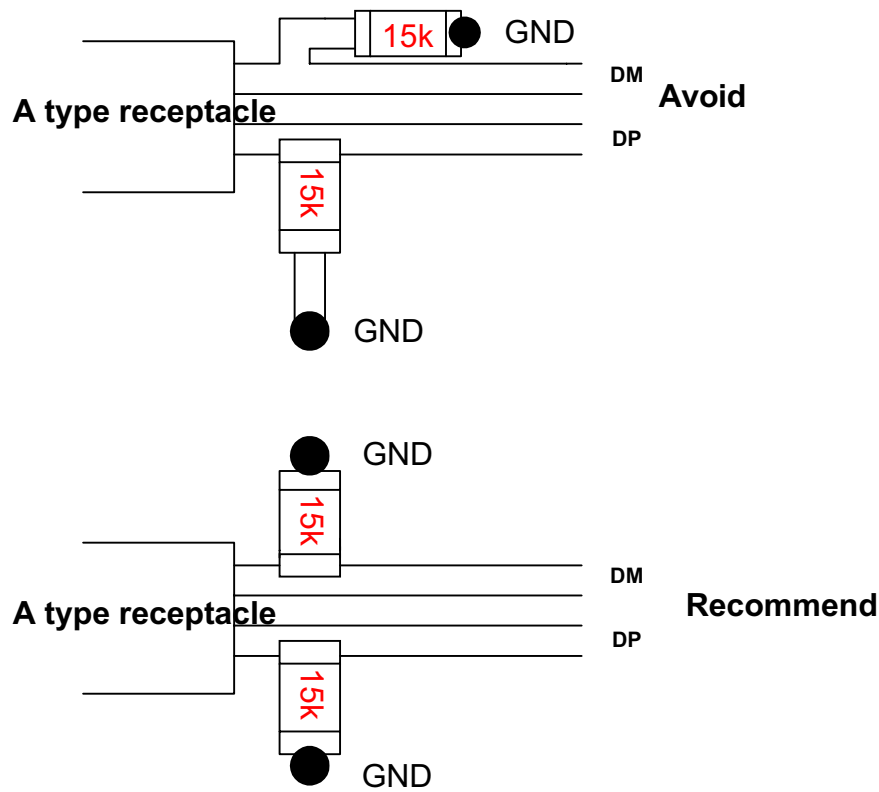 15k GND
DM
Avoid
A type receptacle
DP
15k
GND
GND
15k
DM
A type receptacle
Recommend
DP
15k
GND